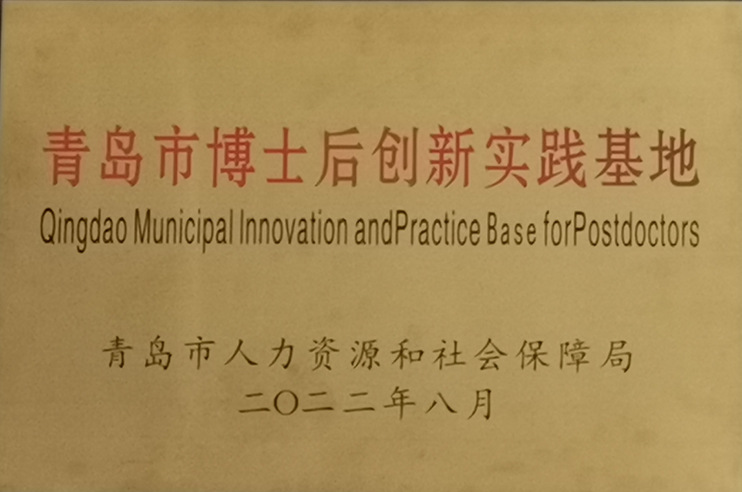 青岛市博士后创新实践基地
Qingdao Municipal Innovation andPractice Base forPostdoctors
青岛市人力资源和社会保障局
二〇二二年八月